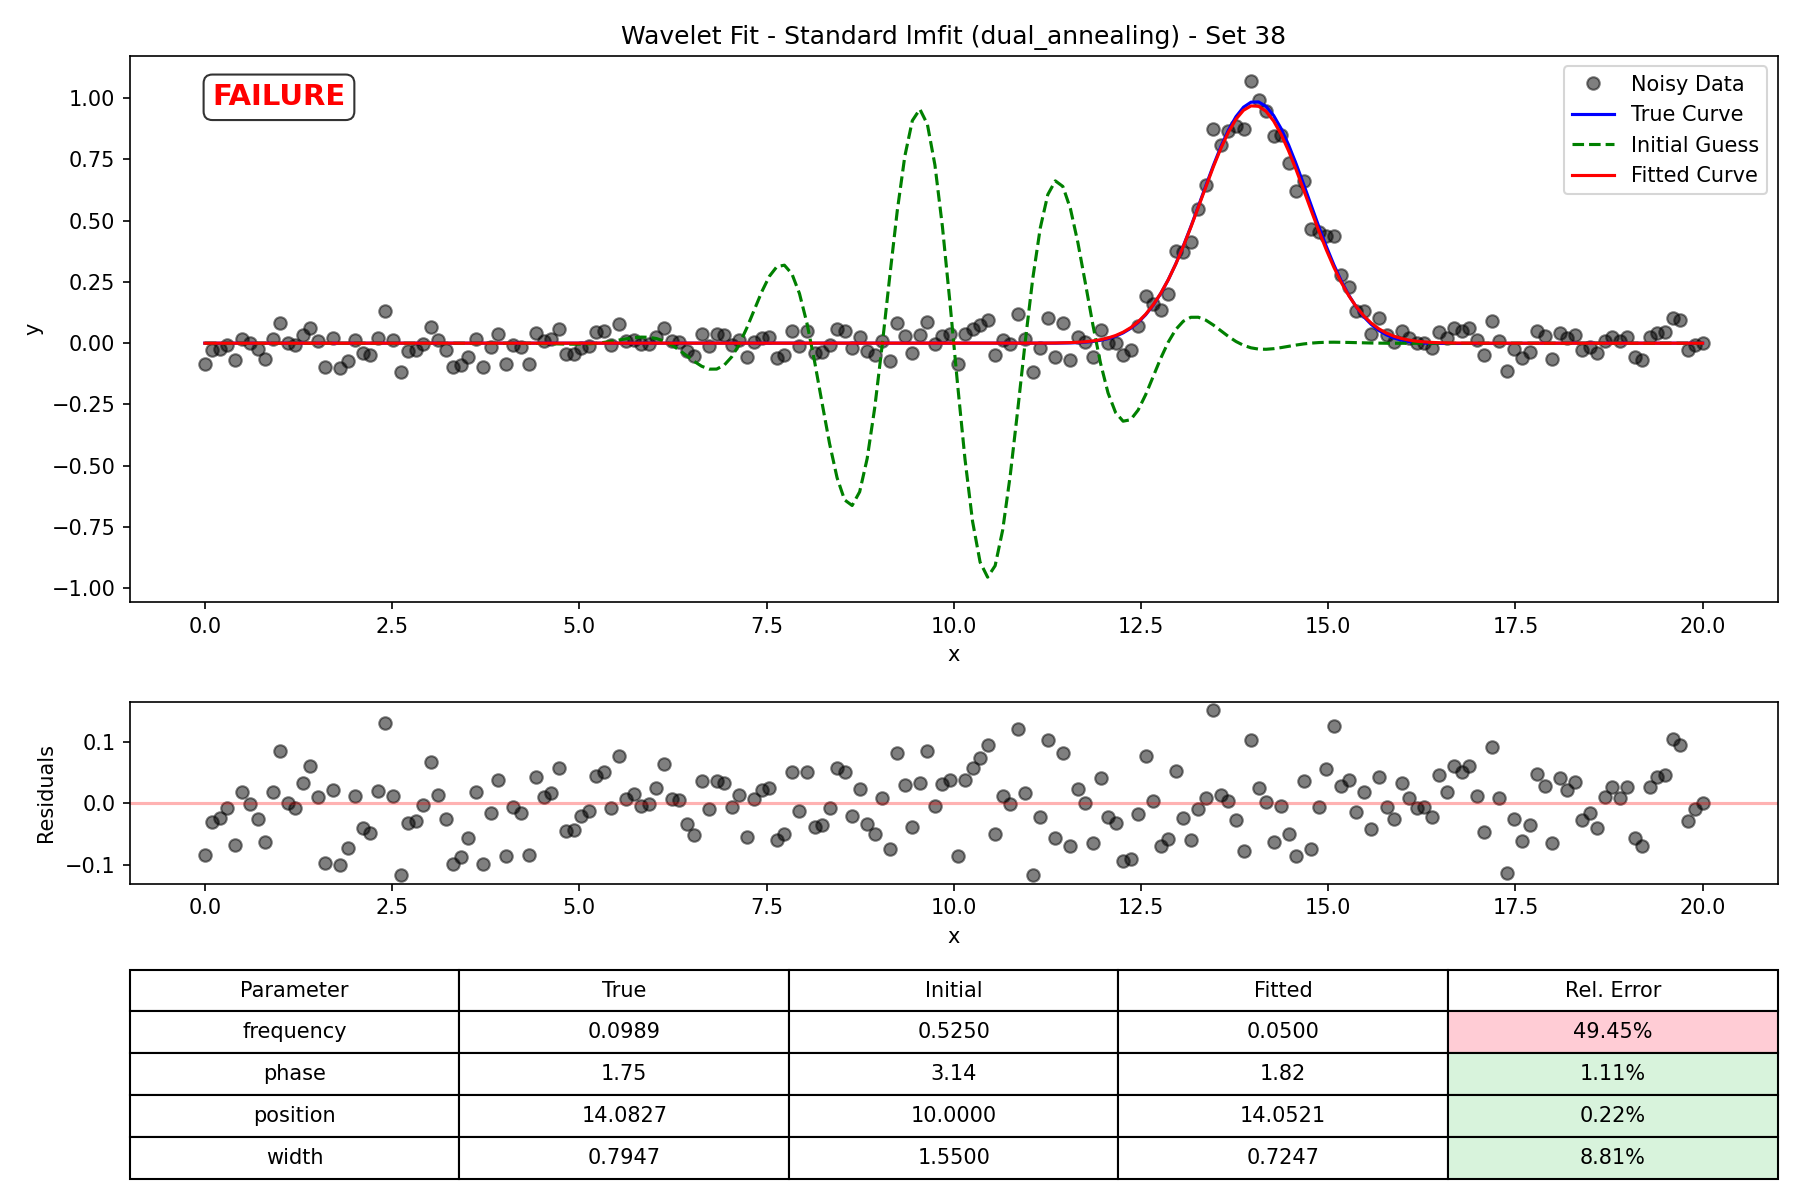 Wavelet Fit - Standard lmfit (dual_annealing) - Set 38
FAILURE
Noisy Data
True Curve
Initial Guess
Fitted Curve
y
1.00
0.75
0.50
0.25
0.00
−0.25
−0.50
−0.75
−1.00
0.0 2.5 5.0 7.5 10.0 12.5 15.0 17.5 20.0
x
Residuals
0.1
0.0
−0.1
0.0 2.5 5.0 7.5 10.0 12.5 15.0 17.5 20.0
x
Parameter True Initial Fitted Rel. Error
frequency 0.0989 0.5250 0.0500 49.45%
phase 1.75 3.14 1.82 1.11%
position 14.0827 10.0000 14.0521 0.22%
width 0.7947 1.5500 0.7247 8.81%